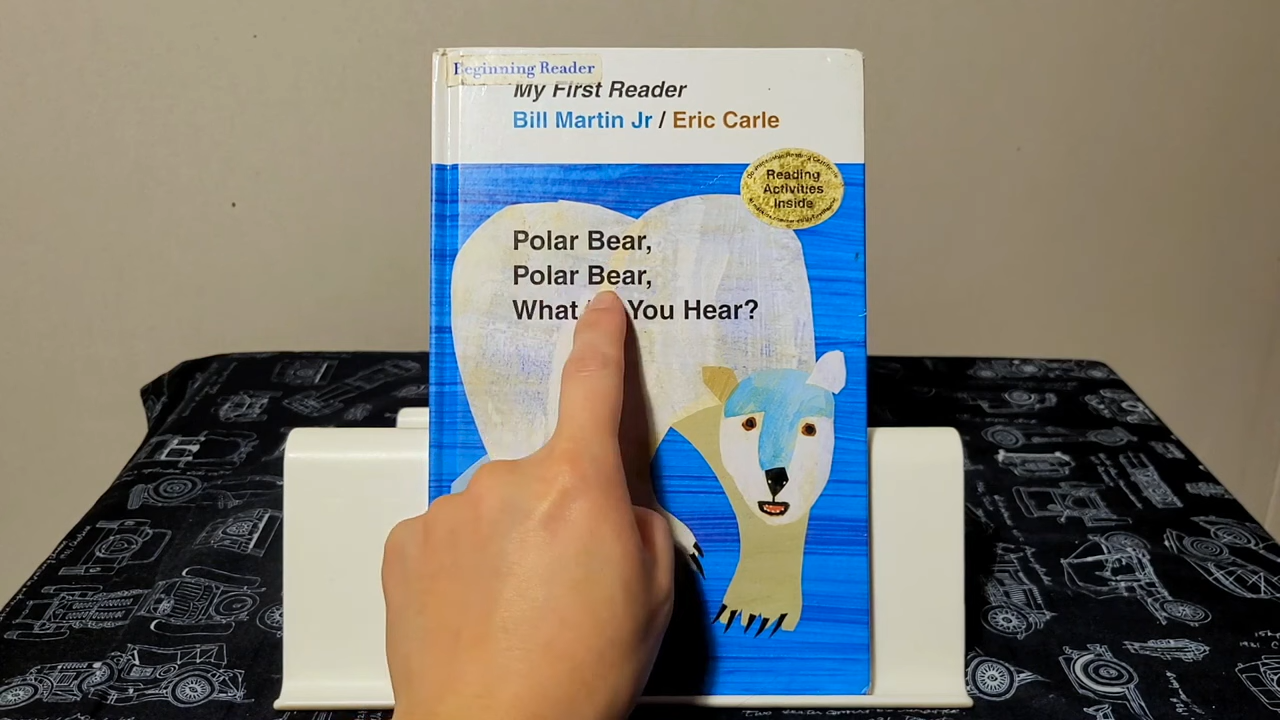 Beginning Reader
My First Reader
Bill Martin Jr / Eric Carle
Reading
Activities
Inside
Polar Bear,
Polar Bear,
What You Hear?